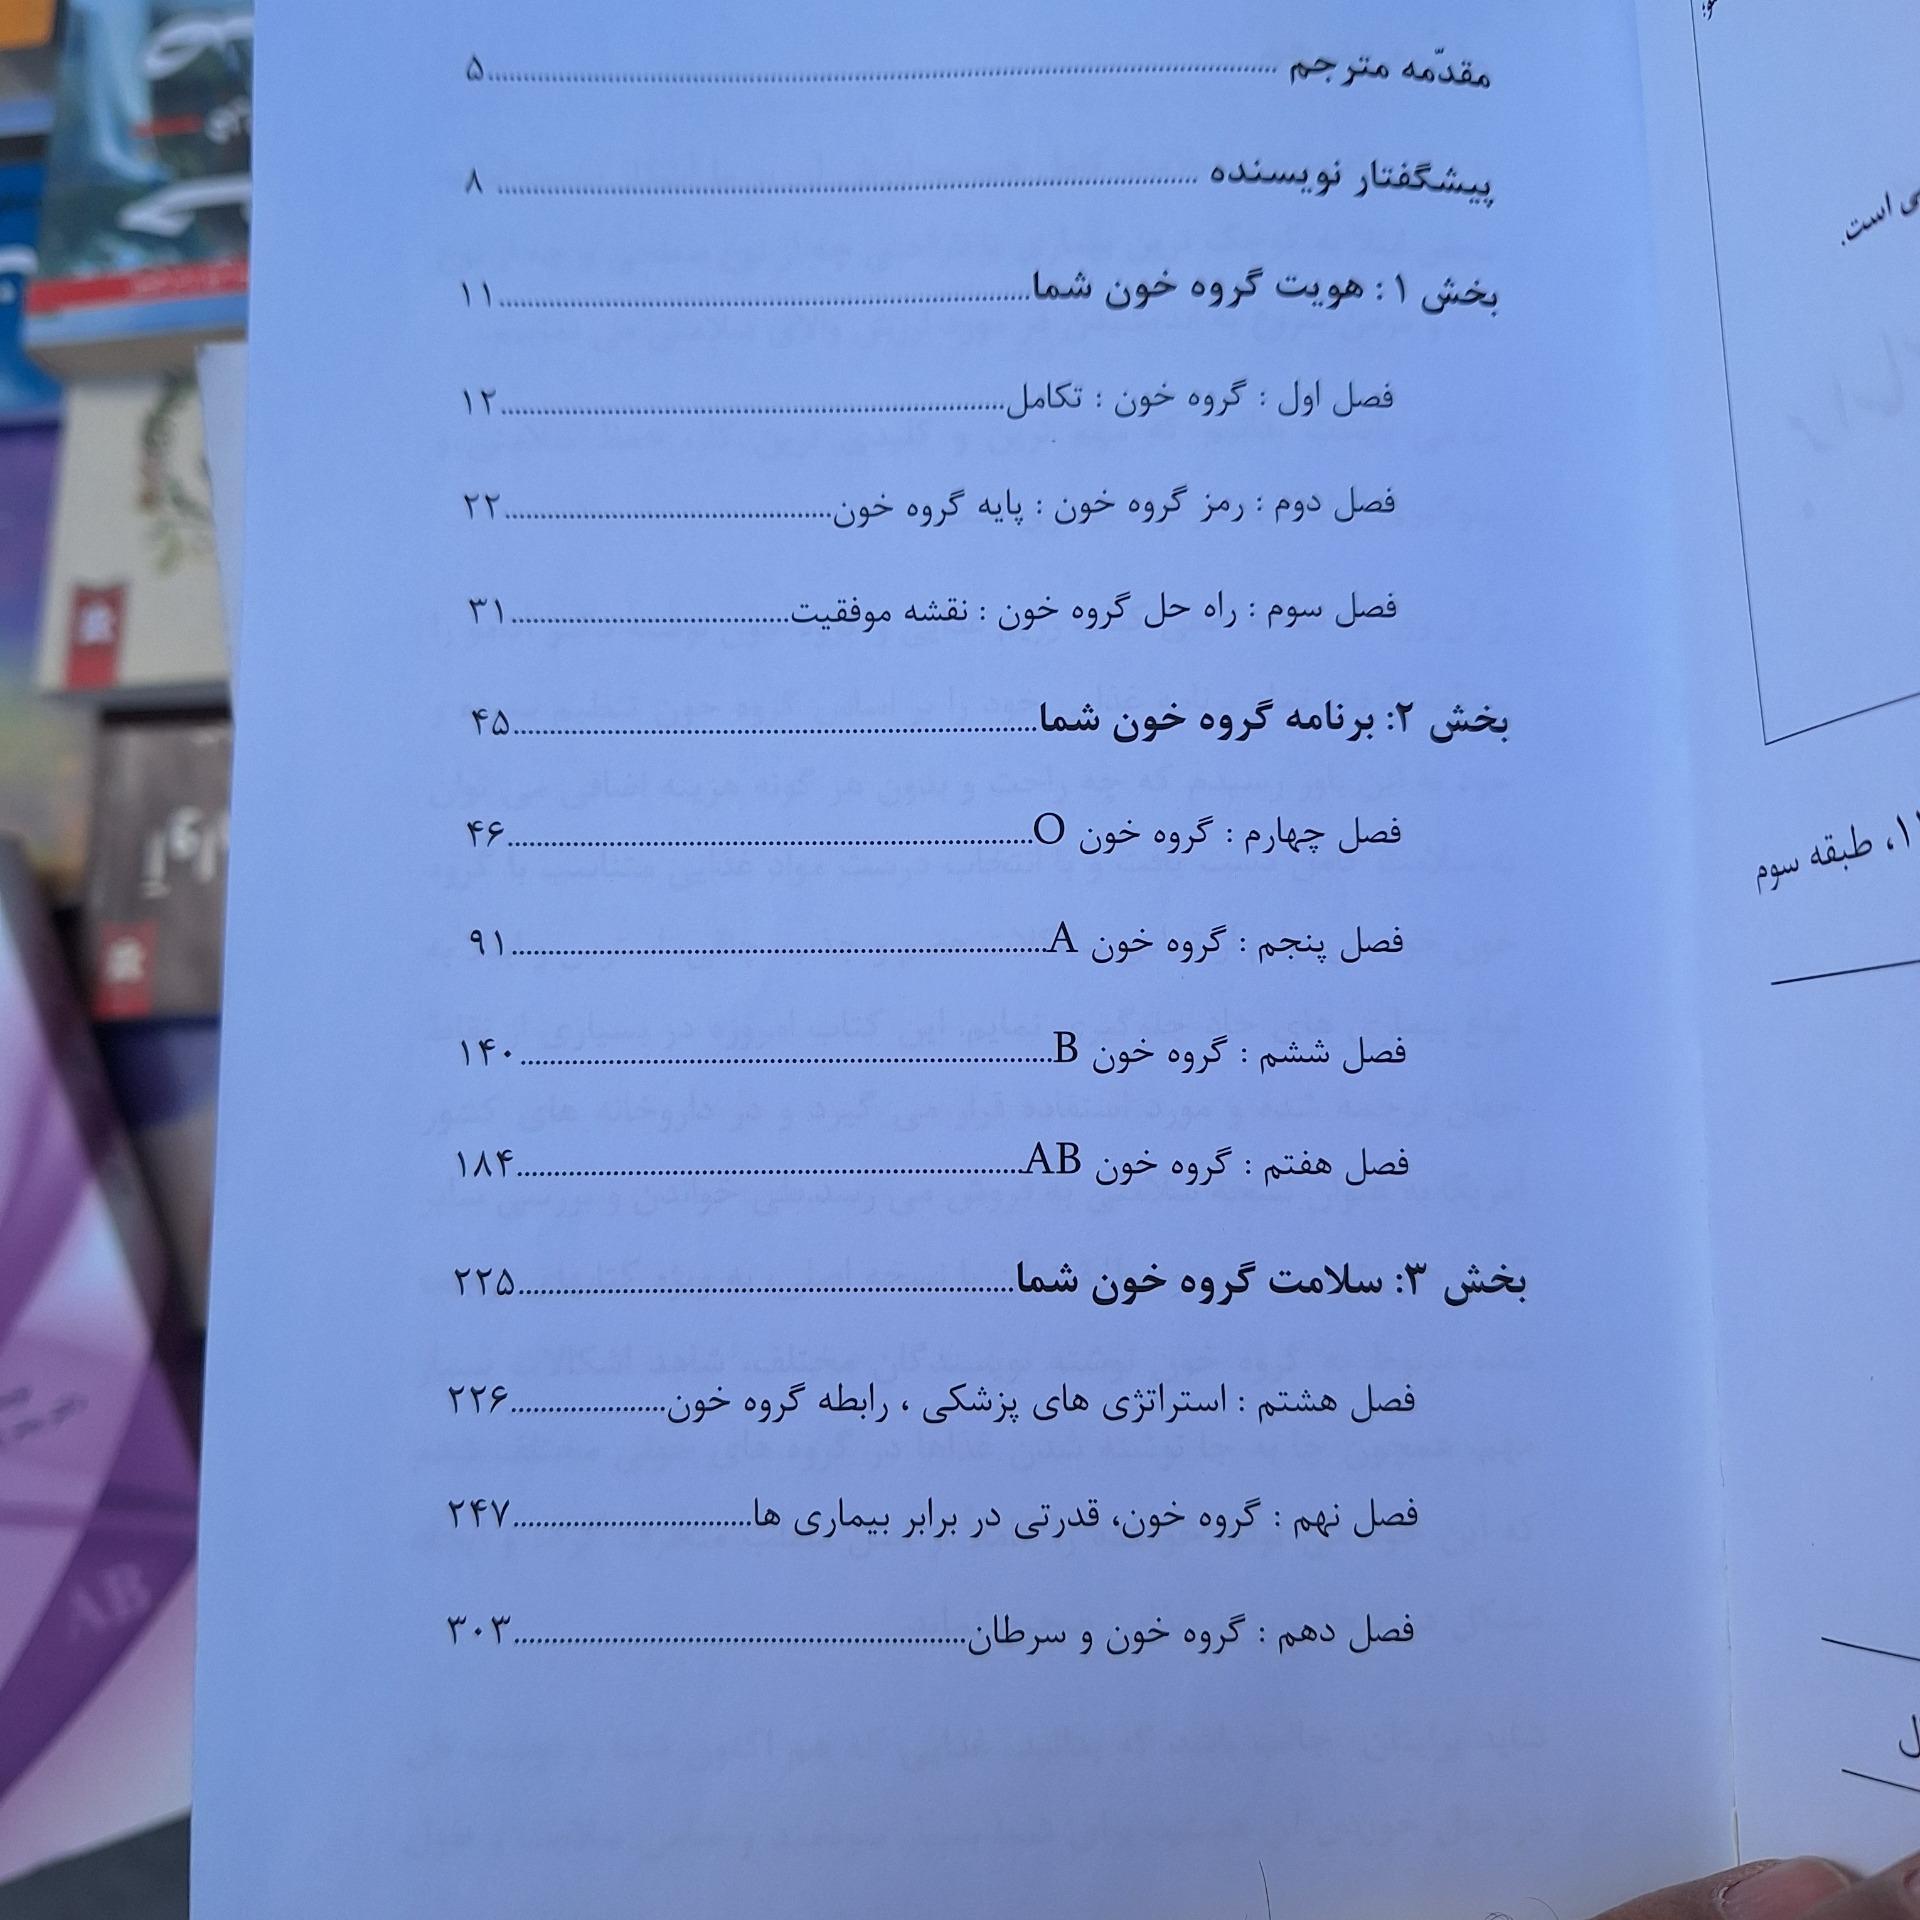 مقدّمه مترجم ........ ۵
پیشگفتار نویسنده ........ ۸
بخش ۱ : هویت گروه خون شما........ ۱۱
فصل اول : گروه خون : تکامل........ ۱۲
فصل دوم : رمز گروه خون : پایه گروه خون........ ۲۲
فصل سوم : راه حل گروه خون : نقشه موفقیت........ ۳۱
بخش ۲: برنامه گروه خون شما........ ۴۵
فصل چهارم : گروه خون O........ ۴۶
فصل پنجم : گروه خون A........ ۹۱
فصل ششم : گروه خون B........ ۱۴۰
فصل هفتم : گروه خون AB........ ۱۸۴
بخش ۳: سلامت گروه خون شما........ ۲۲۵
فصل هشتم : استراتژی های پزشکی ، رابطه گروه خون........ ۲۲۶
فصل نهم : گروه خون، قدرتی در برابر بیماری ها........ ۲۴۷
فصل دهم : گروه خون و سرطان........ ۳۰۳
است.
طبقه سوم
AB